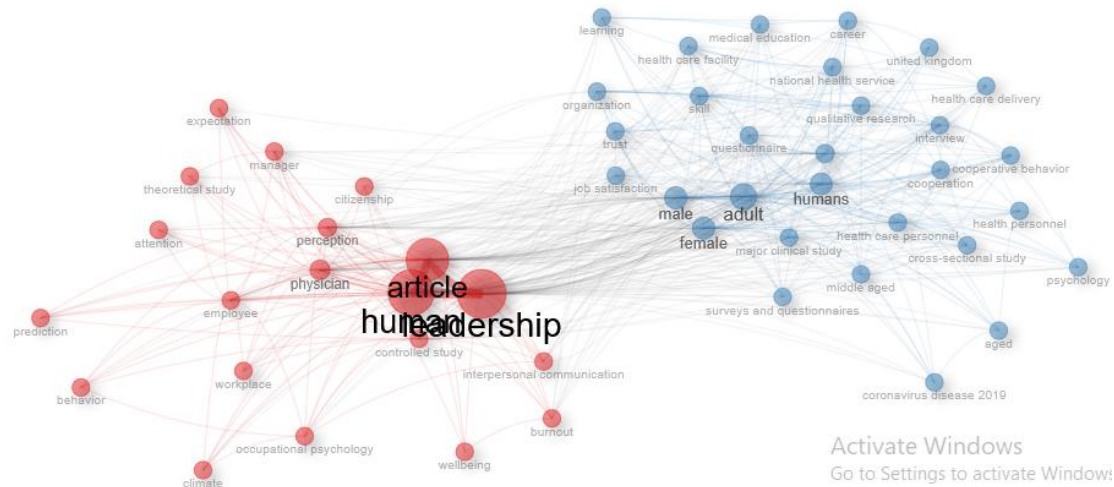 learning
medical education
career
health care facility
united kingdom
national health service
health care delivery
organization
skill
qualitative research
expectation
interview
trust
questionnaire
manager
cooperative behavior
theoretical study
citizenship
job satisfaction
cooperation
male
adult
humans
attention
perception
female
health care personnel
health personnel
major clinical study
cross-sectional study
physician
article
middle aged
psychology
employee
human
leadership
surveys and questionnaires
prediction
controlled study
aged
workplace
interpersonal communication
behavior
coronavirus disease 2019
burnout
occupational psychology
wellbeing
climate
Activate Windows
Go to Settings to activate Windows